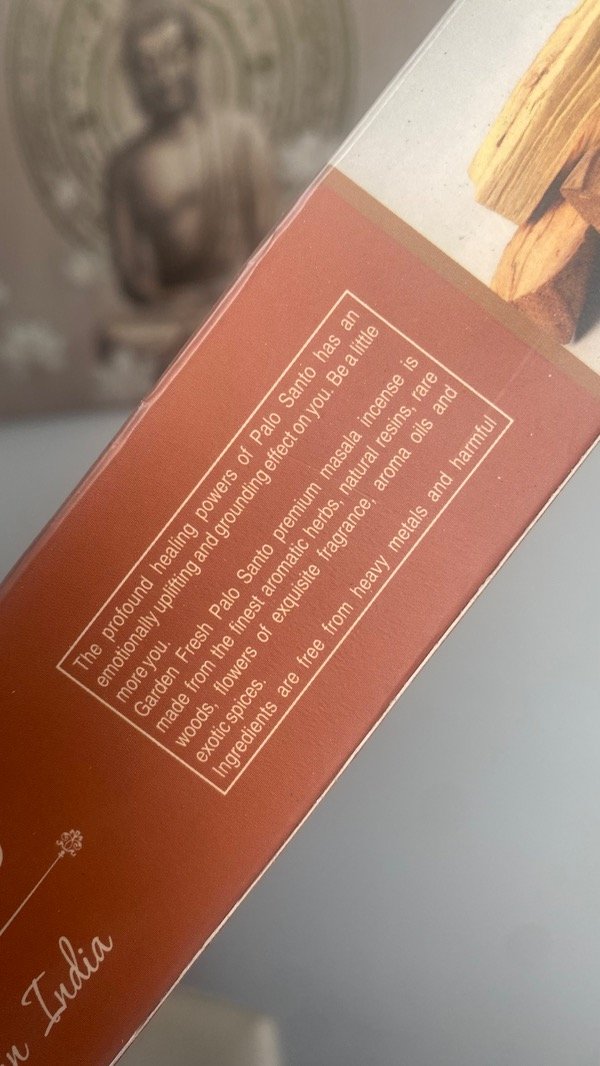 The profound healing powers of Palo Santo has an
emotionally uplifting and grounding effect on you. Be a little
more you.
Garden Fresh Palo Santo premium masala incense is
made from the finest aromatic herbs, natural resins, rare
woods, flowers of exquisite fragrance, aroma oils and
exotic spices.
Ingredients are free from heavy metals and harmful
India